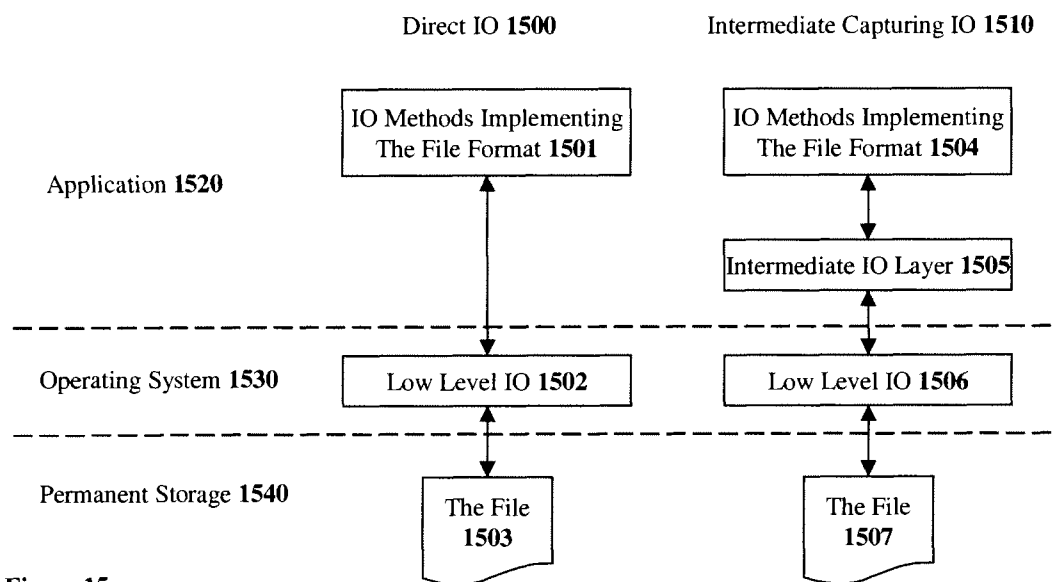 Direct IO 1500
Intermediate Capturing IO 1510
IO Methods Implementing
The File Format 1501
IO Methods Implementing
The File Format 1504
Application 1520
Intermediate IO Layer 1505
Operating System 1530
Low Level IO 1502
Low Level IO 1506
Permanent Storage 1540
The File
1503
The File
1507